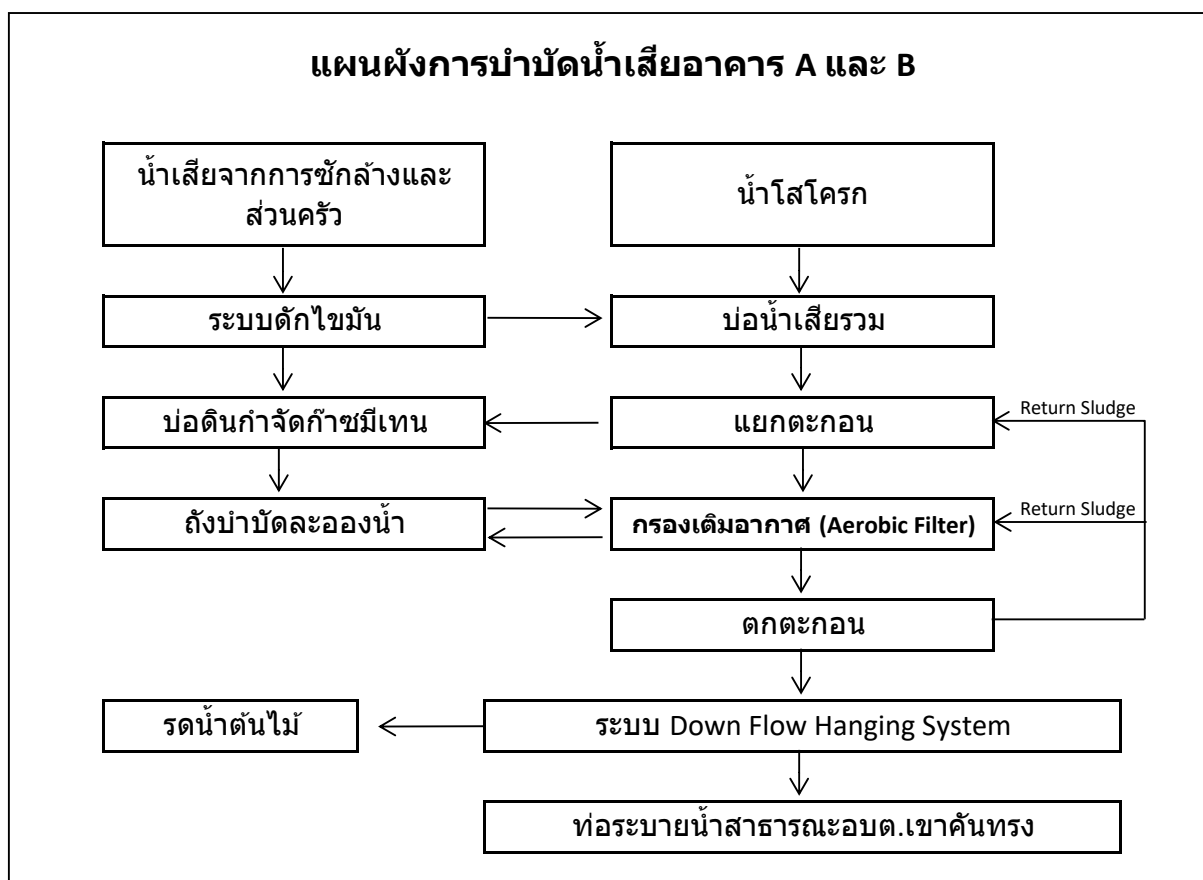 แผนผังการบำบัดน้ำเสียอาคาร A และ B
น้ำเสียจากการซักล้างและ
ส่วนครัว
น้ำโสโครก
ระบบดักไขมัน
บ่อน้ำเสียรวม
บ่อดินกำจัดก๊าซมีเทน
แยกตะกอน
Return Sludge
ถังบำบัดละอองน้ำ
กรองเติมอากาศ (Aerobic Filter)
Return Sludge
ตกตะกอน
รดน้ำต้นไม้
ระบบ Down Flow Hanging System
ท่อระบายน้ำสาธารณะอบต.เขาคันทรง